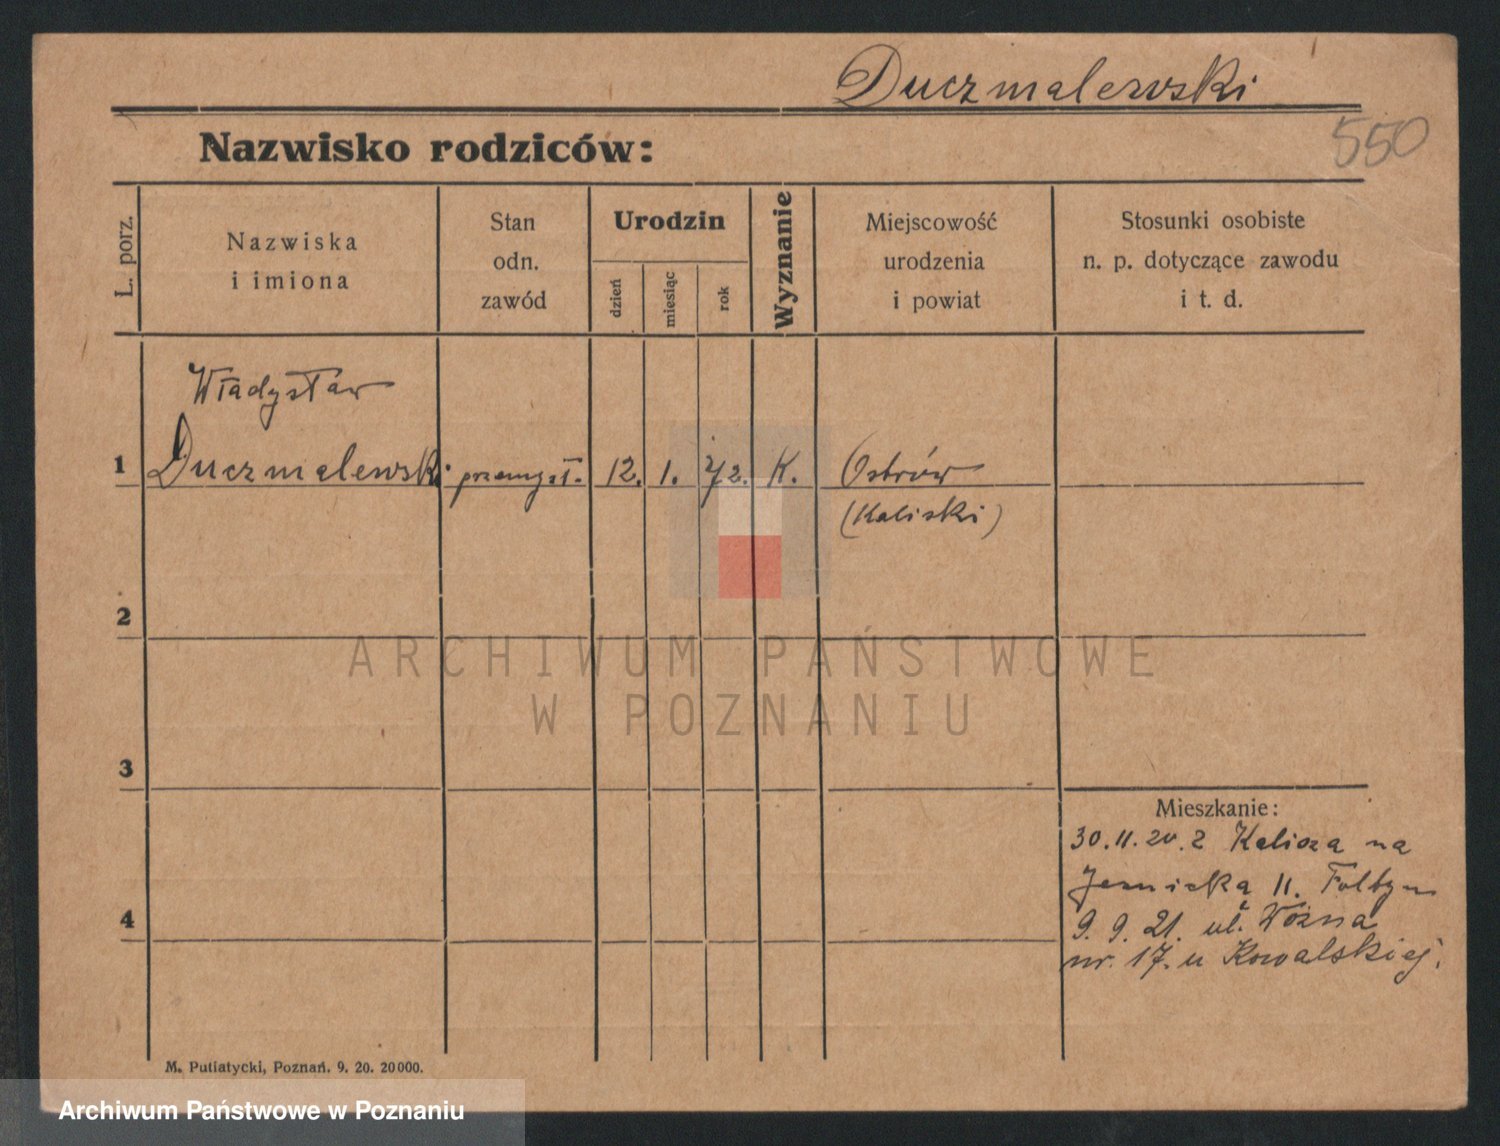 Duczmalewski
550
Nazwisko rodziców:
L. porz.
Nazwiska
i imiona
Stan
odn.
zawód
Urodzin
dzień
miesiąc
rok
Wyznanie
Miejscowość
urodzenia
i powiat
Stosunki osobiste
n. p. dotyczące zawodu
i t. d.
Władysław
1 Duczmalewski przemysł. 12. 1. 72. K. Ostrów
(Kaliski)
2
3
4
Mieszkanie:
30.11.20. z Kalisza na
11.
9. 9. 21. ul. Wożna
nr. 17. u Kowalskiej.
M. Putiatycki, Poznań. 9. 20. 20000.
ARCHIWUM PAŃSTWOWE
W POZNANIU
Archiwum Państwowe w Poznaniu